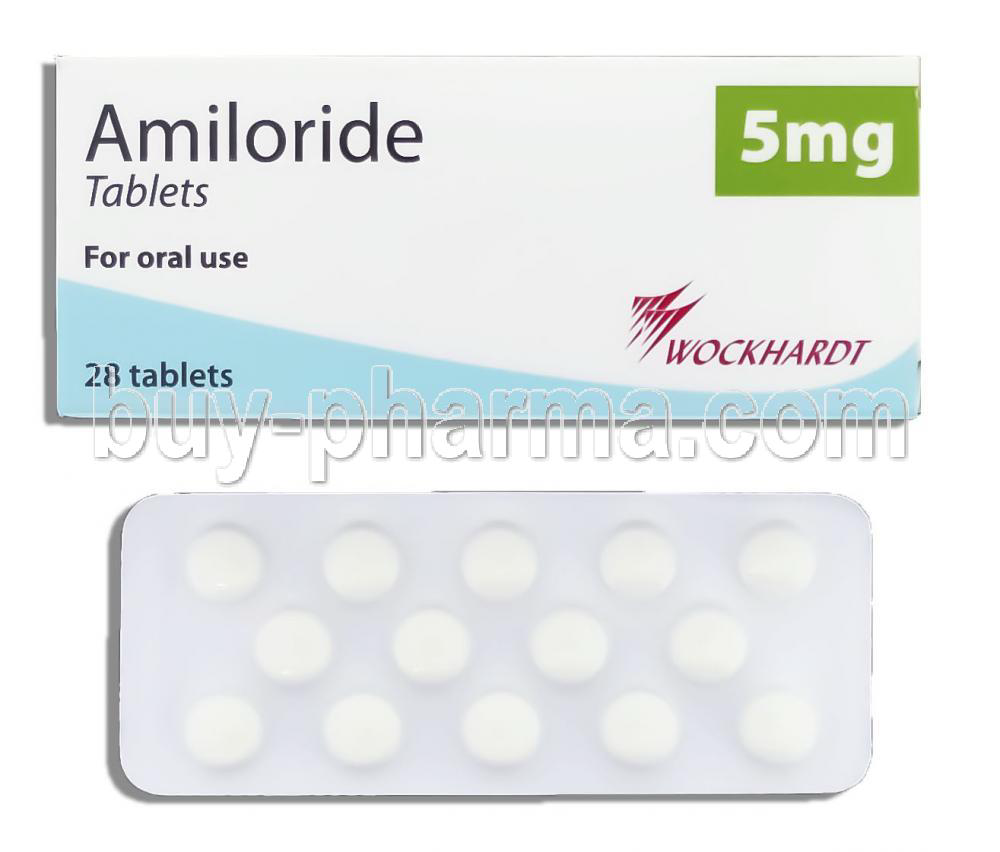 Amiloride
5mg
Tablets
For oral use
WOCKHARDT
28 tablets
buy-pharma.com